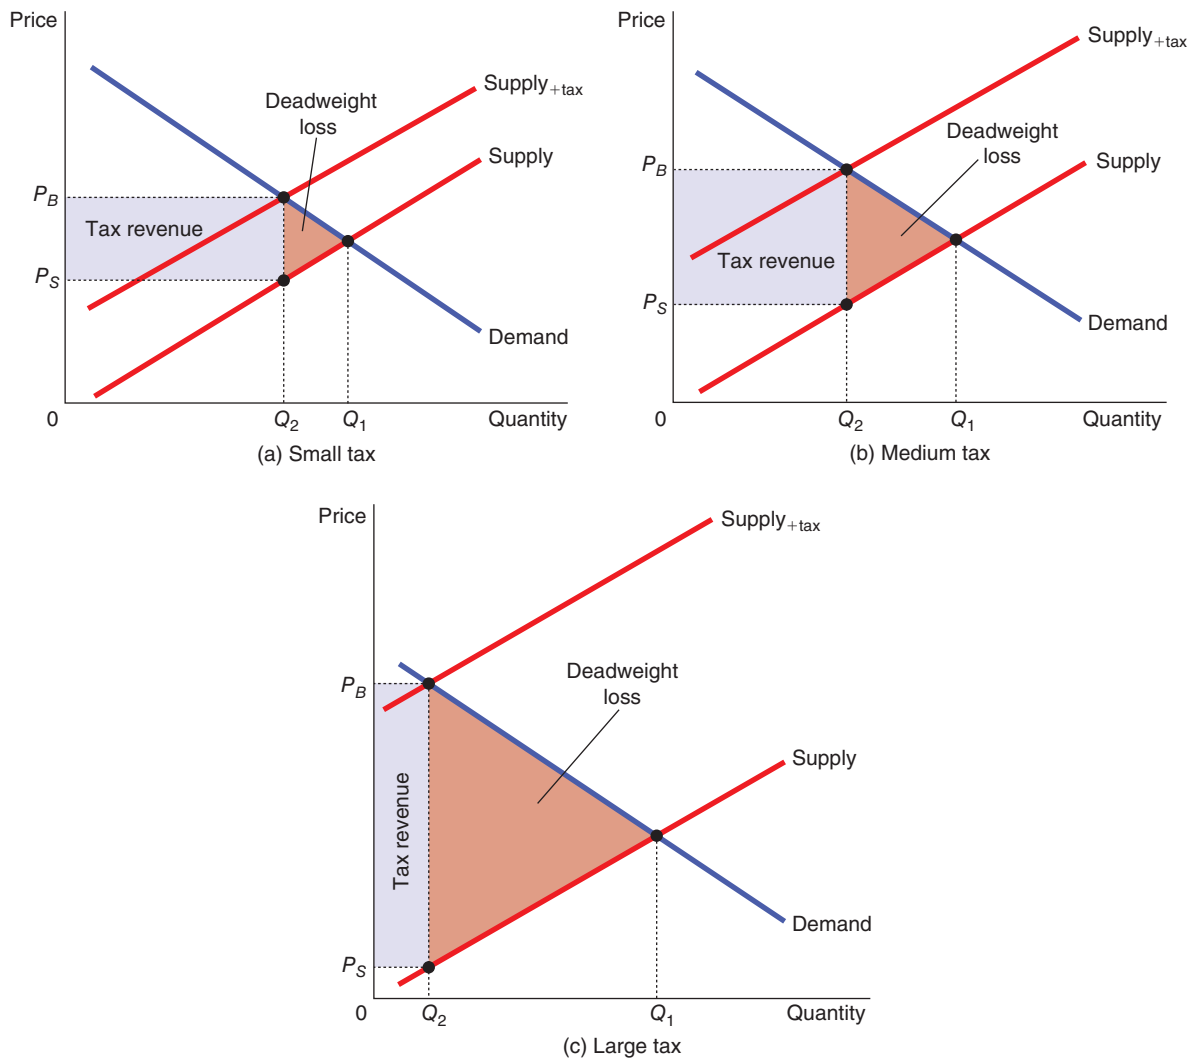 Price
Supply+tax
Deadweight
loss
Supply
PB
Tax revenue
PS
Demand
0
Q2
Q1
Quantity
(a) Small tax
Price
Supply+tax
Deadweight
loss
Supply
PB
Tax revenue
PS
Demand
0
Q2
Q1
Quantity
(b) Medium tax
Price
Supply+tax
Deadweight
loss
PB
Supply
Tax revenue
Demand
PS
0
Q2
Q1
Quantity
(c) Large tax